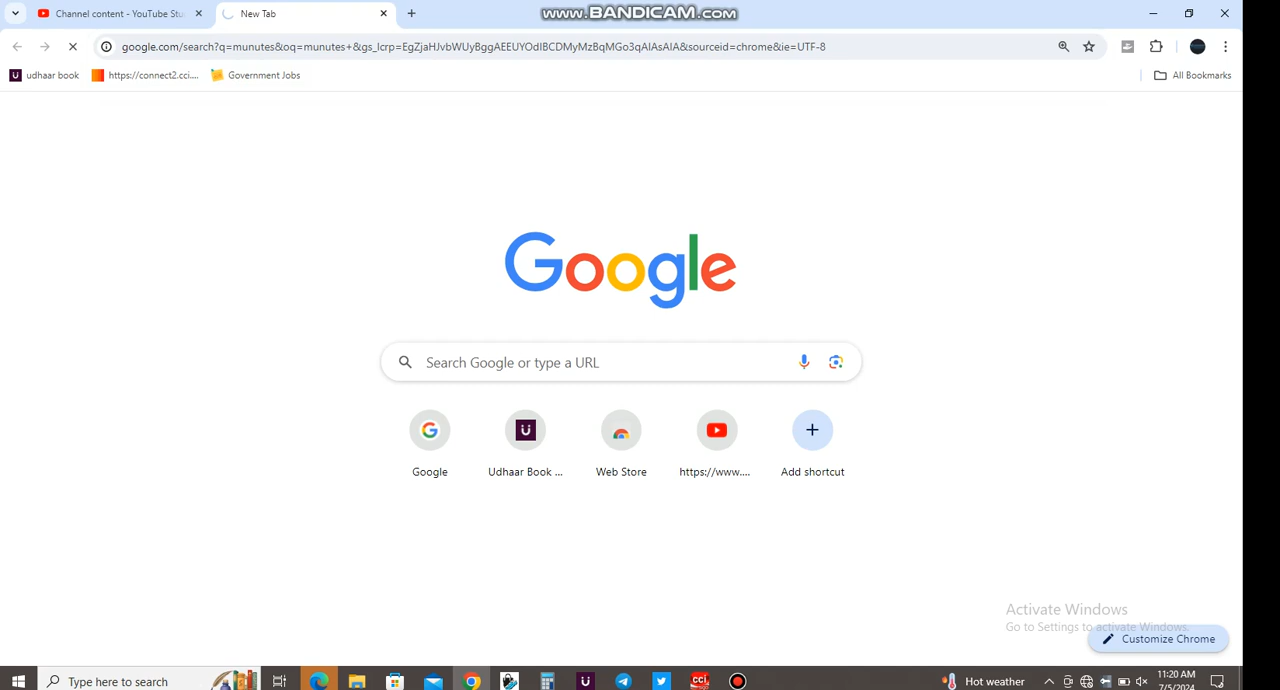 www.BANDICAM.com
Channel content - YouTube Stu
New Tab
google.com/search?q=munutes&oq=munutes+&gs_lcrp=EgZjaHJvbWUyBggAEEUYOdIBCDMyMzBqMGo3qAIAsAIA&sourceid=chrome&ie=UTF-8
udhaar book
https://connect2.cci....
Government Jobs
All Bookmarks
Google
Search Google or type a URL
Google
Udhaar Book ...
Web Store
https://www....
Add shortcut
Activate Windows
Go to Settings to activate Windows.
Customize Chrome
Type here to search
CCI
Hot weather
11:20 AM
7/5/2024